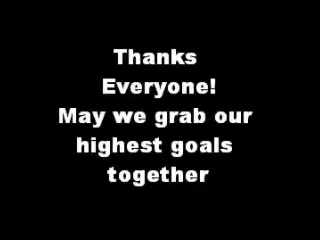 Thanks
Everyone!
May we grab our
highest goals
together